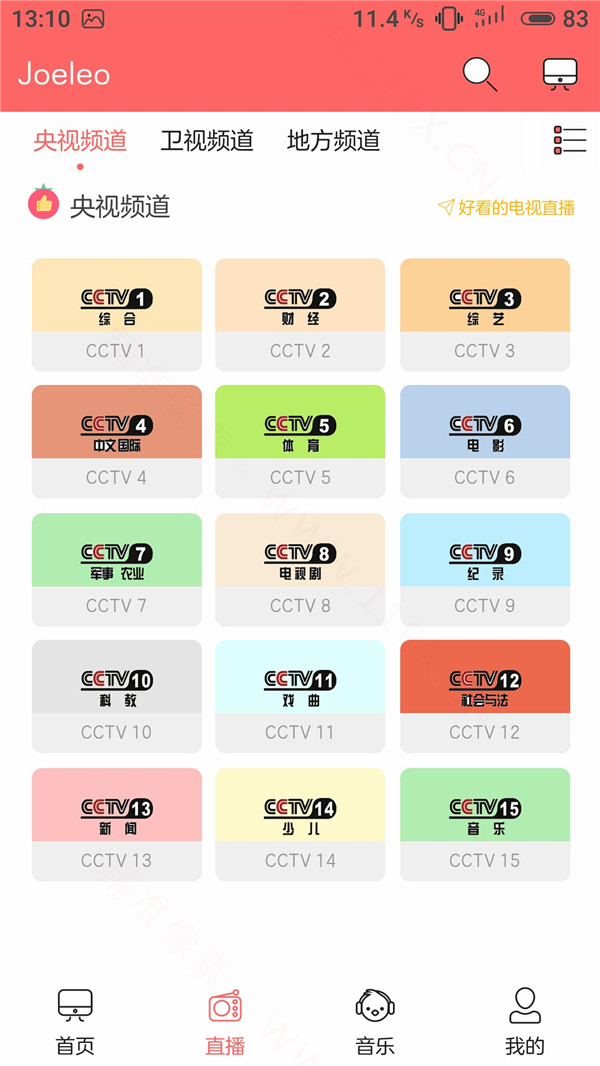 13:10 11.4 K/s 4G 83
Joeleo
央视频道 卫视频道 地方频道
央视频道 好看的电视直播
CCTV 1 CCTV 2 CCTV 3
综合 财经 综艺
CCTV 1 CCTV 2 CCTV 3
CCTV 4 CCTV 5 CCTV 6
中文国际 体育 电影
CCTV 4 CCTV 5 CCTV 6
CCTV 7 CCTV 8 CCTV 9
军事 农业 电视剧 纪录
CCTV 7 CCTV 8 CCTV 9
CCTV 10 CCTV 11 CCTV 12
科教 戏曲 社会与法
CCTV 10 CCTV 11 CCTV 12
CCTV 13 CCTV 14 CCTV 15
新闻 少儿 音乐
CCTV 13 CCTV 14 CCTV 15
首页 直播 音乐 我的